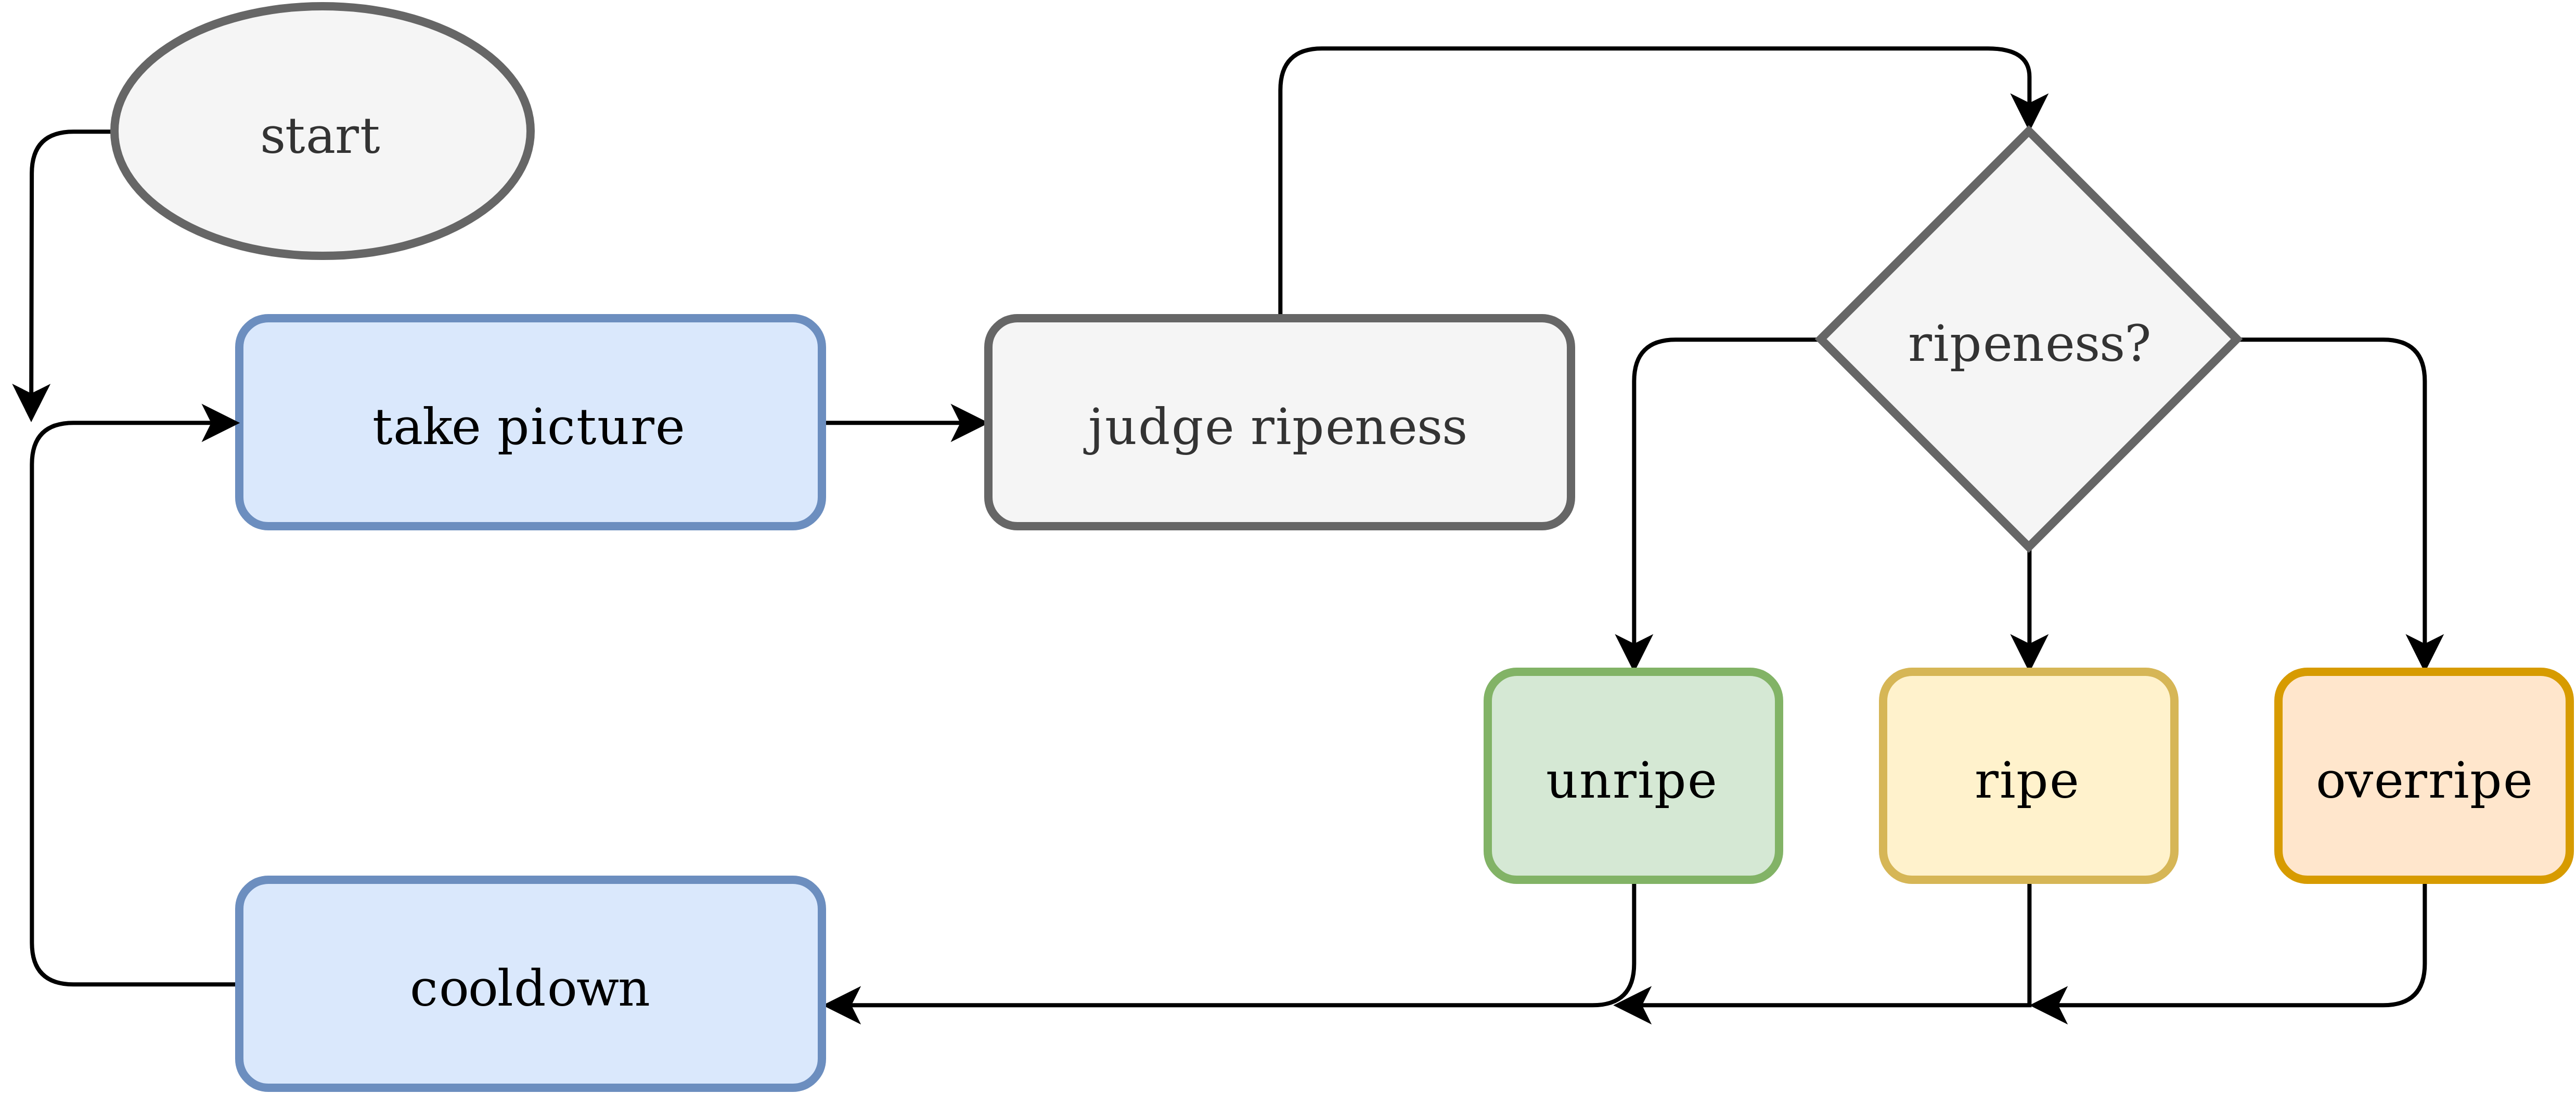 start
take picture
judge ripeness
ripeness?
unripe
ripe
overripe
cooldown